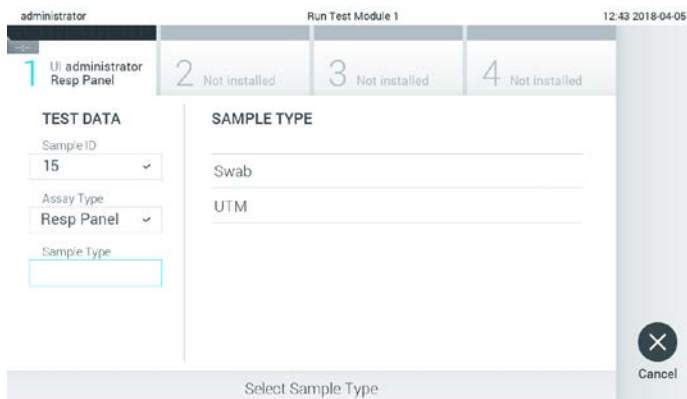 administrator Run Test Module 1 12:43 2018-04-05
1 UI administrator
Resp Panel
2 Not installed
3 Not installed
4 Not installed
TEST DATA
Sample ID
15
Assay Type
Resp Panel
Sample Type
SAMPLE TYPE
Swab
UTM
Cancel
Select Sample Type